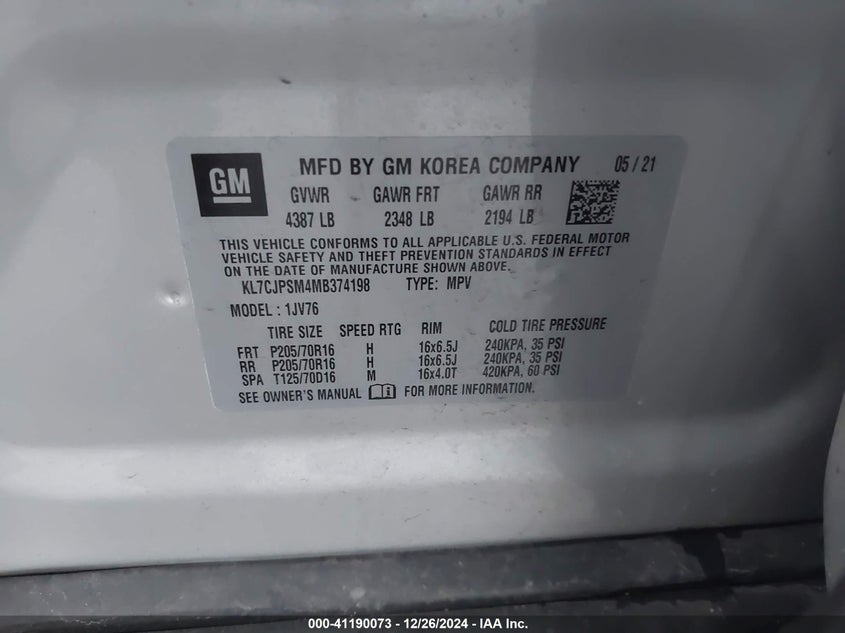 GM MFD BY GM KOREA COMPANY 05/21
GVWR GAWR FRT GAWR RR
4387 LB 2348 LB 2194 LB
THIS VEHICLE CONFORMS TO ALL APPLICABLE U.S. FEDERAL MOTOR
VEHICLE SAFETY AND THEFT PREVENTION STANDARDS IN EFFECT
ON THE DATE OF MANUFACTURE SHOWN ABOVE.
KL7CJPSM4MB374198 TYPE: MPV
MODEL : 1JV76
TIRE SIZE SPEED RTG RIM COLD TIRE PRESSURE
FRT P205/70R16 H 16x6.5J 240KPA, 35 PSI
RR P205/70R16 H 16x6.5J 240KPA, 35 PSI
SPA T125/70D16 M 16x4.0T 420KPA, 60 PSI
SEE OWNER'S MANUAL FOR MORE INFORMATION.
000-41190073 - 12/26/2024 - IAA Inc.